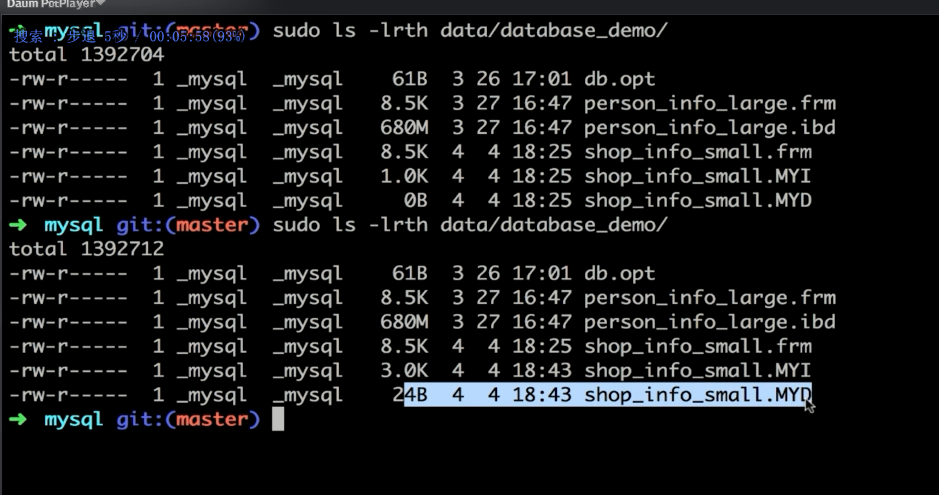 Daum PotPlayer
➜ mysql git:(master) sudo ls -lrth data/database_demo/
搜索 : 步退 5秒 / 00:05:58(93%)
total 1392704
-rw-r----- 1 _mysql _mysql 61B 3 26 17:01 db.opt
-rw-r----- 1 _mysql _mysql 8.5K 3 27 16:47 person_info_large.frm
-rw-r----- 1 _mysql _mysql 680M 3 27 16:47 person_info_large.ibd
-rw-r----- 1 _mysql _mysql 8.5K 4 4 18:25 shop_info_small.frm
-rw-r----- 1 _mysql _mysql 1.0K 4 4 18:25 shop_info_small.MYI
-rw-r----- 1 _mysql _mysql 0B 4 4 18:25 shop_info_small.MYD
➜ mysql git:(master) sudo ls -lrth data/database_demo/
total 1392712
-rw-r----- 1 _mysql _mysql 61B 3 26 17:01 db.opt
-rw-r----- 1 _mysql _mysql 8.5K 3 27 16:47 person_info_large.frm
-rw-r----- 1 _mysql _mysql 680M 3 27 16:47 person_info_large.ibd
-rw-r----- 1 _mysql _mysql 8.5K 4 4 18:25 shop_info_small.frm
-rw-r----- 1 _mysql _mysql 3.0K 4 4 18:43 shop_info_small.MYI
-rw-r----- 1 _mysql _mysql 24B 4 4 18:43 shop_info_small.MYD
➜ mysql git:(master)